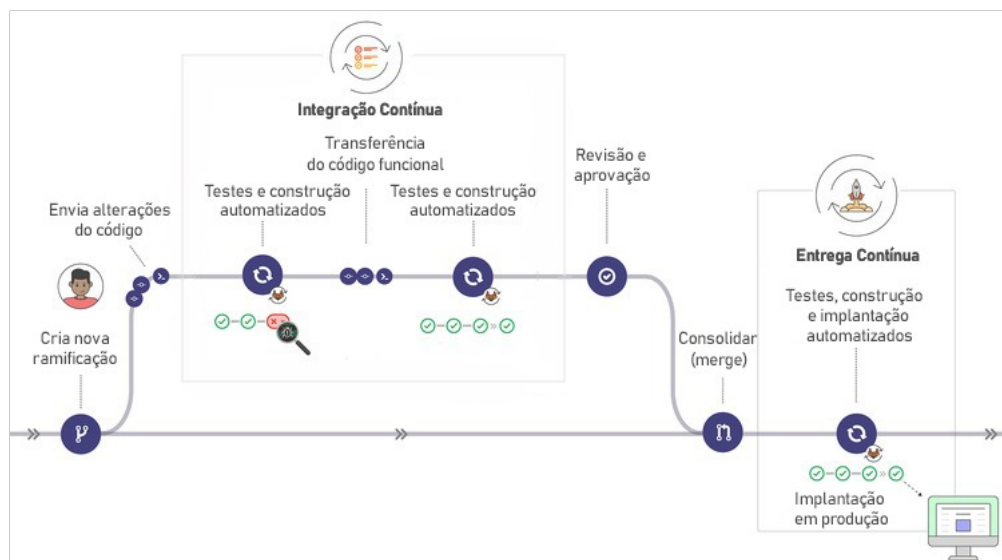 Integração Contínua
Transferência
do código funcional
Revisão e
aprovação
Testes e construção
automatizados
Testes e construção
automatizados
Envia alterações
do código
Entrega Contínua
Testes, construção
e implantação
automatizados
Cria nova
ramificação
Consolidar
(merge)
Implantação
em produção